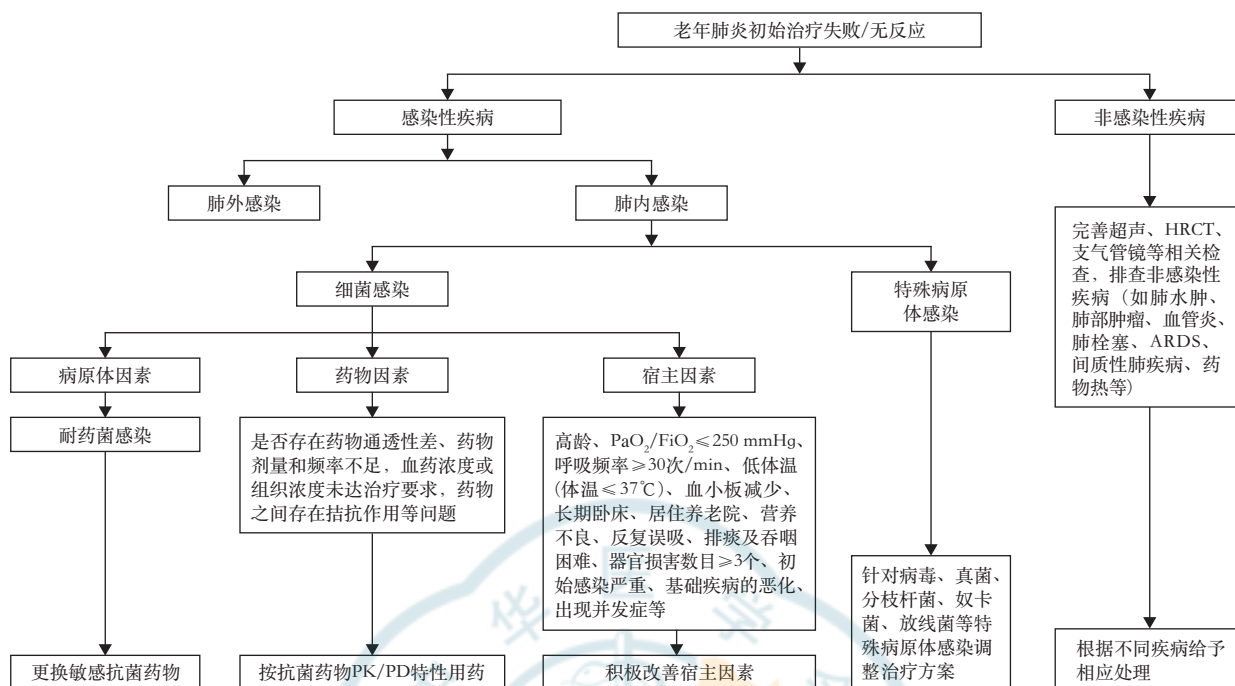 老年肺炎初始治疗失败/无反应
感染性疾病
非感染性疾病
肺外感染
肺内感染
完善超声、HRCT、
支气管镜等相关检
查，排查非感染性
疾病（如肺水肿、
肺部肿瘤、血管炎、
肺栓塞、ARDS、
间质性肺疾病、药
物热等）
细菌感染
特殊病原
体感染
病原体因素
药物因素
宿主因素
耐药菌感染
是否存在药物通透性差、药物
剂量和频率不足，血药浓度或
组织浓度未达治疗要求，药物
之间存在拮抗作用等问题
高龄、PaO₂/FiO₂≤250 mmHg、
呼吸频率≥30次/min、低体温
(体温≤37℃)、血小板减少、
长期卧床、居住养老院、营养
不良、反复误吸、排痰及吞咽
困难、器官损害数目≥3个、初
始感染严重、基础疾病的恶化、
出现并发症等
针对病毒、真菌、
分枝杆菌、奴卡
菌、放线菌等特
殊病原体感染调
整治疗方案
更换敏感抗菌药物
按抗菌药物PK/PD特性用药
积极改善宿主因素
根据不同疾病给予
相应处理
华医学会